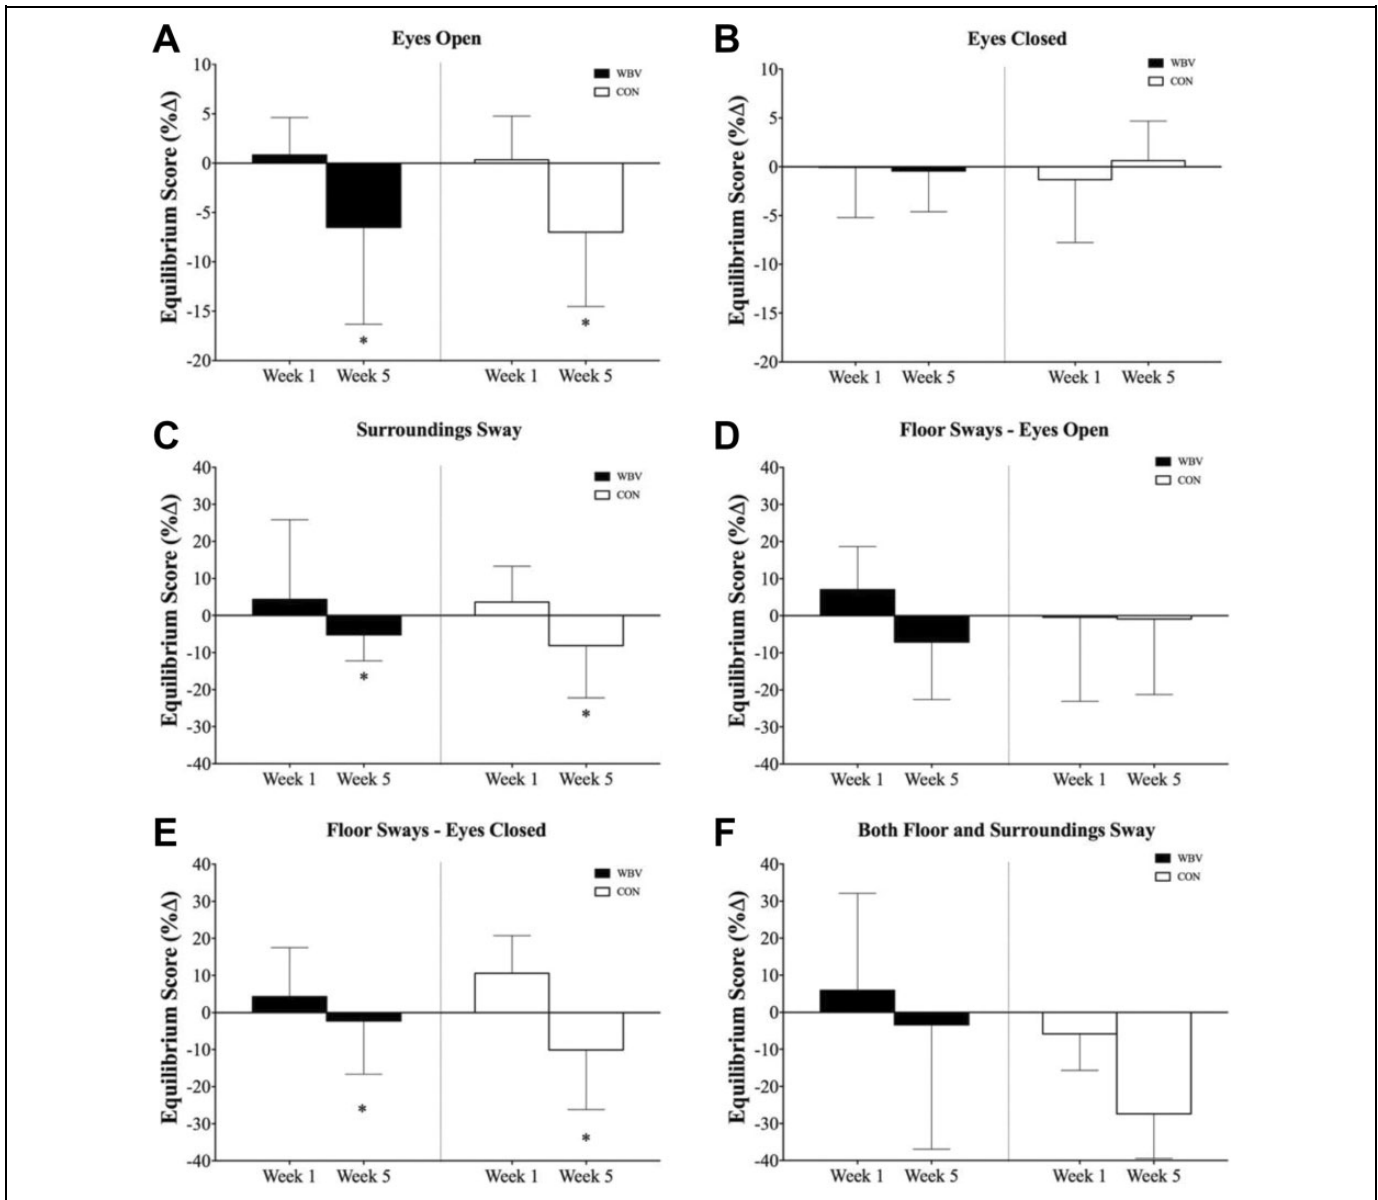 A
Eyes Open
WBV
CON
Equilibrium Score (%Δ)
10
5
0
-5
-10
-15
-20
*
*
Week 1 Week 5 Week 1 Week 5
B
Eyes Closed
WBV
CON
Equilibrium Score (%Δ)
10
5
0
-5
-10
-15
-20
Week 1 Week 5 Week 1 Week 5
C
Surroundings Sway
WBV
CON
Equilibrium Score (%Δ)
40
30
20
10
0
-10
-20
-30
-40
*
*
Week 1 Week 5 Week 1 Week 5
D
Floor Sways - Eyes Open
WBV
CON
Equilibrium Score (%Δ)
40
30
20
10
0
-10
-20
-30
-40
Week 1 Week 5 Week 1 Week 5
E
Floor Sways - Eyes Closed
WBV
CON
Equilibrium Score (%Δ)
40
30
20
10
0
-10
-20
-30
-40
*
*
Week 1 Week 5 Week 1 Week 5
F
Both Floor and Surroundings Sway
WBV
CON
Equilibrium Score (%Δ)
40
30
20
10
0
-10
-20
-30
-40
Week 1 Week 5 Week 1 Week 5